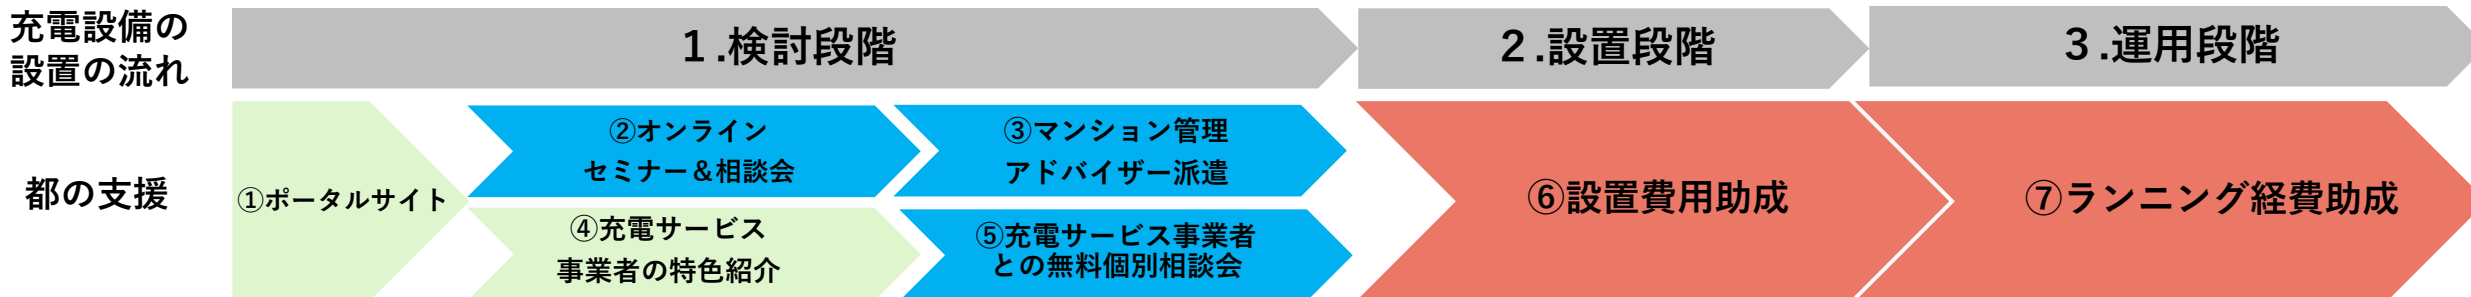 充電設備の
設置の流れ
１.検討段階
２.設置段階
３.運用段階
都の支援
①ポータルサイト
②オンライン
セミナー＆相談会
③マンション管理
アドバイザー派遣
④充電サービス
事業者の特色紹介
⑤充電サービス事業者
との無料個別相談会
⑥設置費用助成
⑦ランニング経費助成